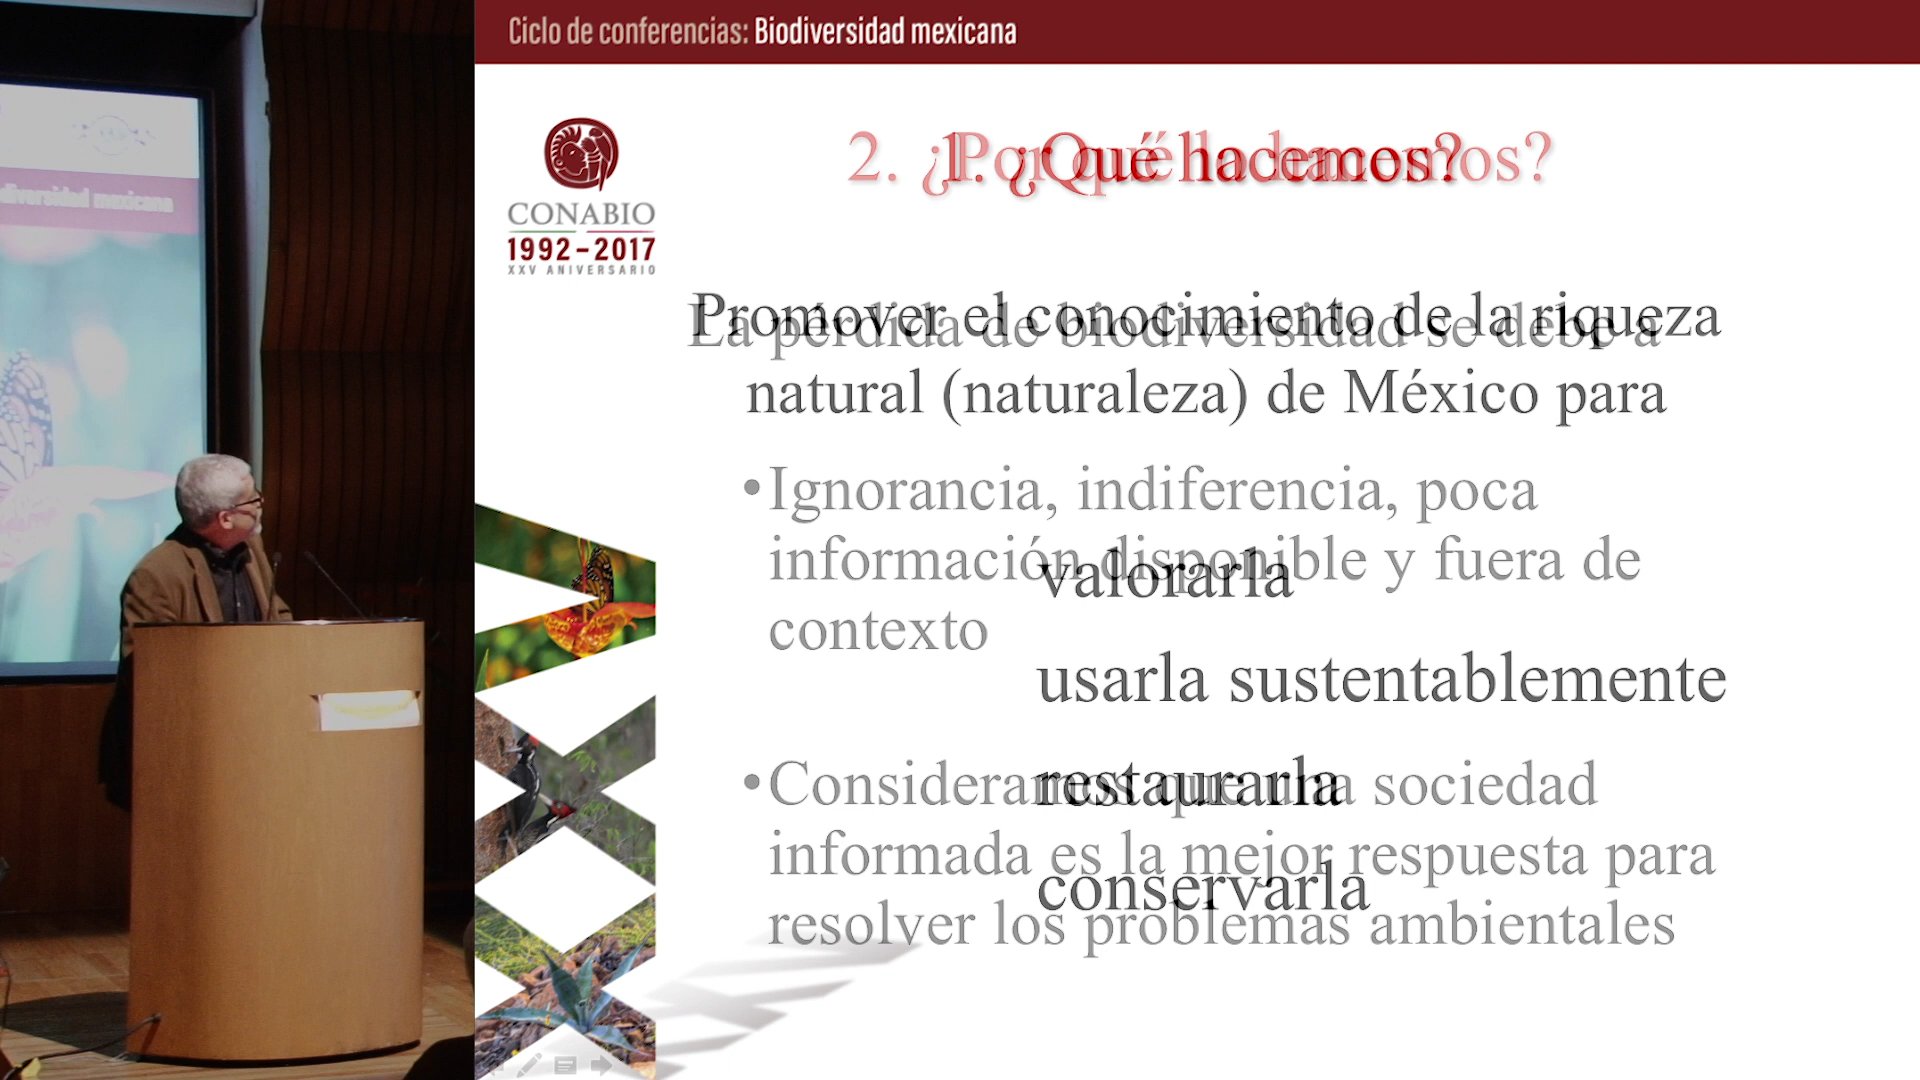 Ciclo de conferencias: Biodiversidad mexicana
CONABIO
1992-2017
XXV ANIVERSARIO
1. ¿Qué hacemos?
Promover el conocimiento de la riqueza
natural (naturaleza) de México para
valorarla
usarla sustentablemente
restaurarla
conservarla
2. ¿Por qué lo hacemos?
La pérdida de biodiversidad se debe a
•Ignorancia, indiferencia, poca
información disponible y fuera de
contexto
•Consideramos que una sociedad
informada es la mejor respuesta para
resolver los problemas ambientales
diversidad mexicana